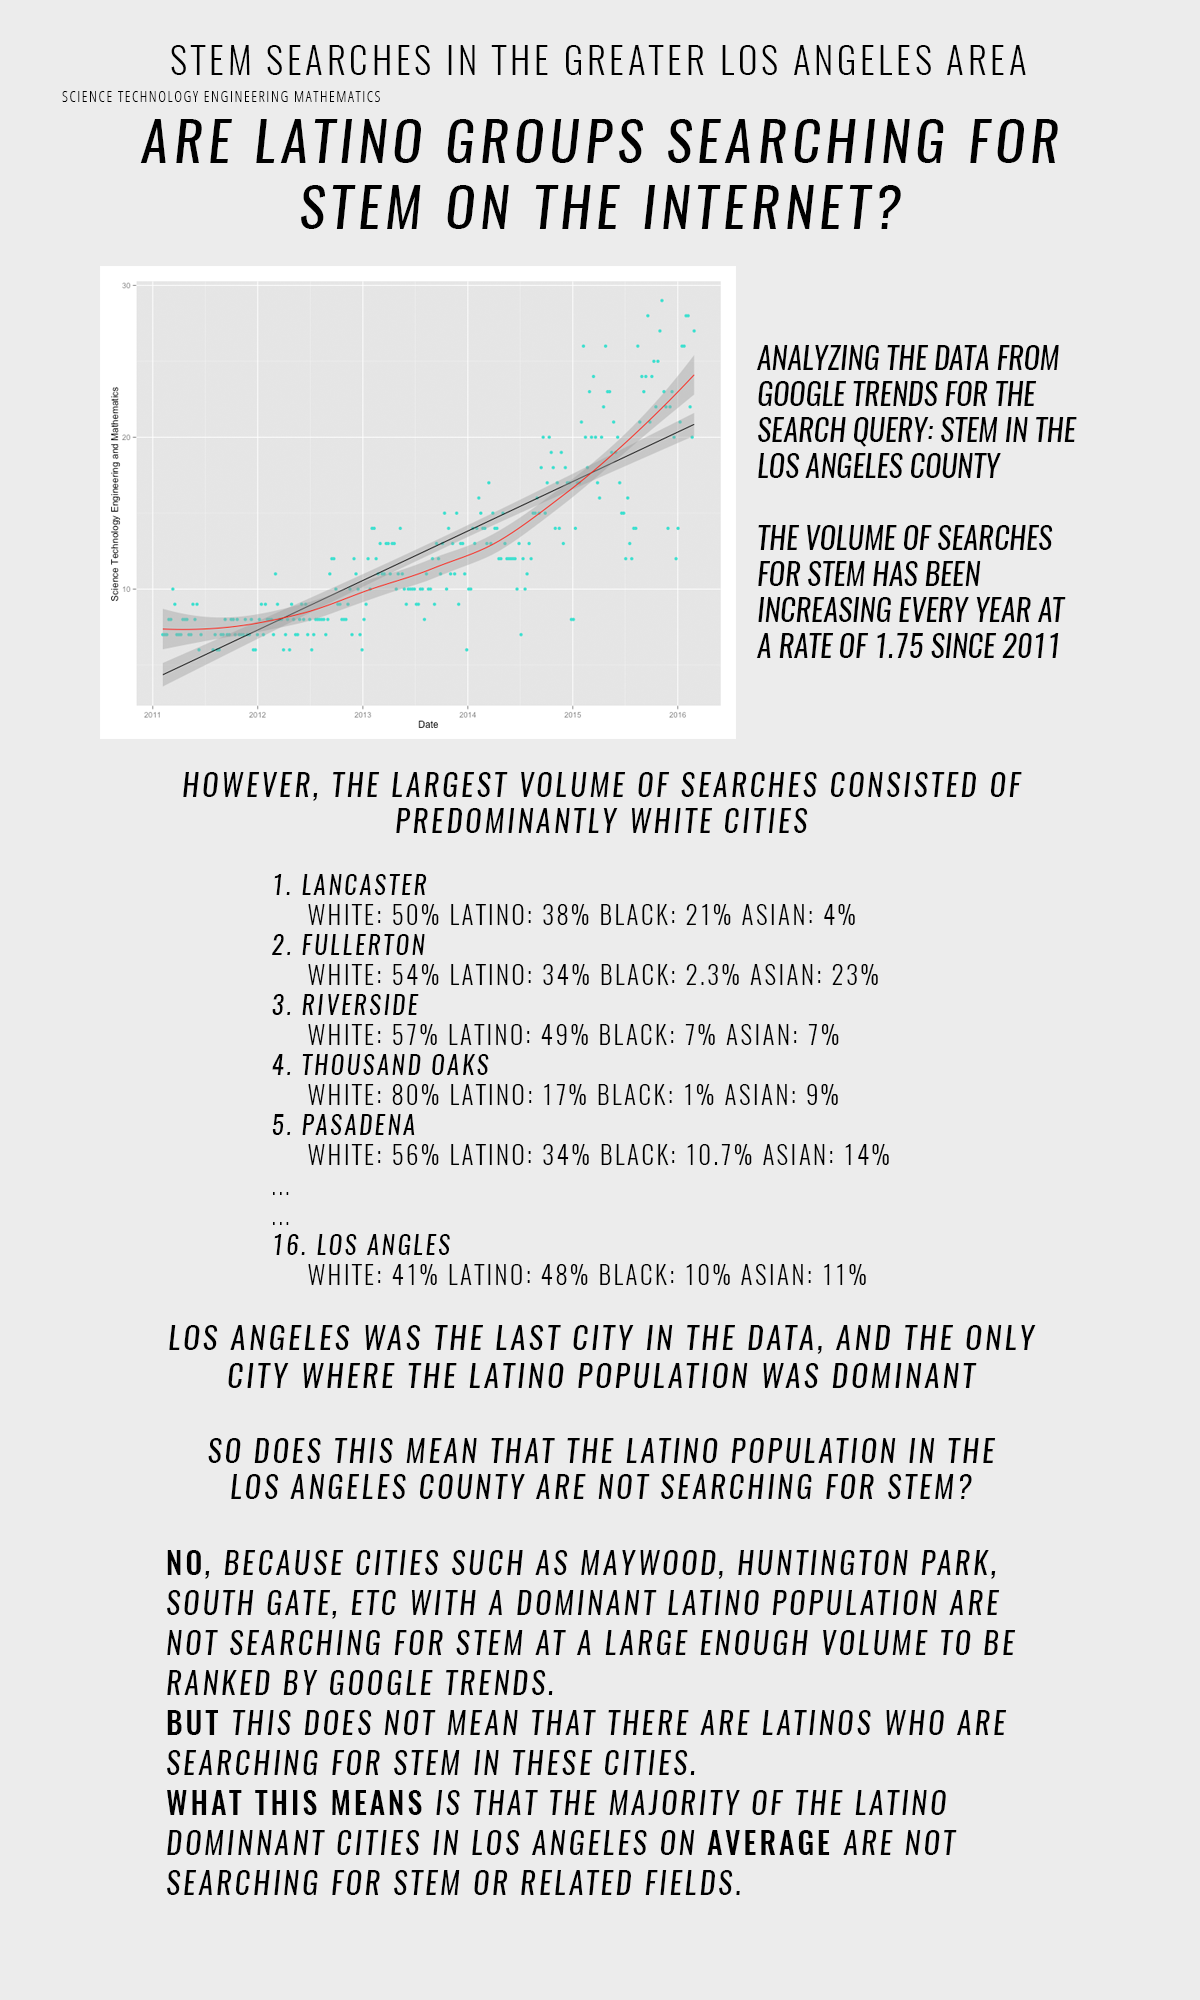 STEM SEARCHES IN THE GREATER LOS ANGELES AREA
SCIENCE TECHNOLOGY ENGINEERING MATHEMATICS
ARE LATINO GROUPS SEARCHING FOR
STEM ON THE INTERNET?
30
20
10
Science Technology Engineering and Mathematics
2011 2012 2013 2014 2015 2016
Date
ANALYZING THE DATA FROM
GOOGLE TRENDS FOR THE
SEARCH QUERY: STEM IN THE
LOS ANGELES COUNTY
THE VOLUME OF SEARCHES
FOR STEM HAS BEEN
INCREASING EVERY YEAR AT
A RATE OF 1.75 SINCE 2011
HOWEVER, THE LARGEST VOLUME OF SEARCHES CONSISTED OF
PREDOMINANTLY WHITE CITIES
1. LANCASTER
WHITE: 50% LATINO: 38% BLACK: 21% ASIAN: 4%
2. FULLERTON
WHITE: 54% LATINO: 34% BLACK: 2.3% ASIAN: 23%
3. RIVERSIDE
WHITE: 57% LATINO: 49% BLACK: 7% ASIAN: 7%
4. THOUSAND OAKS
WHITE: 80% LATINO: 17% BLACK: 1% ASIAN: 9%
5. PASADENA
WHITE: 56% LATINO: 34% BLACK: 10.7% ASIAN: 14%
...
...
16. LOS ANGLES
WHITE: 41% LATINO: 48% BLACK: 10% ASIAN: 11%
LOS ANGELES WAS THE LAST CITY IN THE DATA, AND THE ONLY
CITY WHERE THE LATINO POPULATION WAS DOMINANT
SO DOES THIS MEAN THAT THE LATINO POPULATION IN THE
LOS ANGELES COUNTY ARE NOT SEARCHING FOR STEM?
NO, BECAUSE CITIES SUCH AS MAYWOOD, HUNTINGTON PARK,
SOUTH GATE, ETC WITH A DOMINANT LATINO POPULATION ARE
NOT SEARCHING FOR STEM AT A LARGE ENOUGH VOLUME TO BE
RANKED BY GOOGLE TRENDS.
BUT THIS DOES NOT MEAN THAT THERE ARE LATINOS WHO ARE
SEARCHING FOR STEM IN THESE CITIES.
WHAT THIS MEANS IS THAT THE MAJORITY OF THE LATINO
DOMINNANT CITIES IN LOS ANGELES ON AVERAGE ARE NOT
SEARCHING FOR STEM OR RELATED FIELDS.